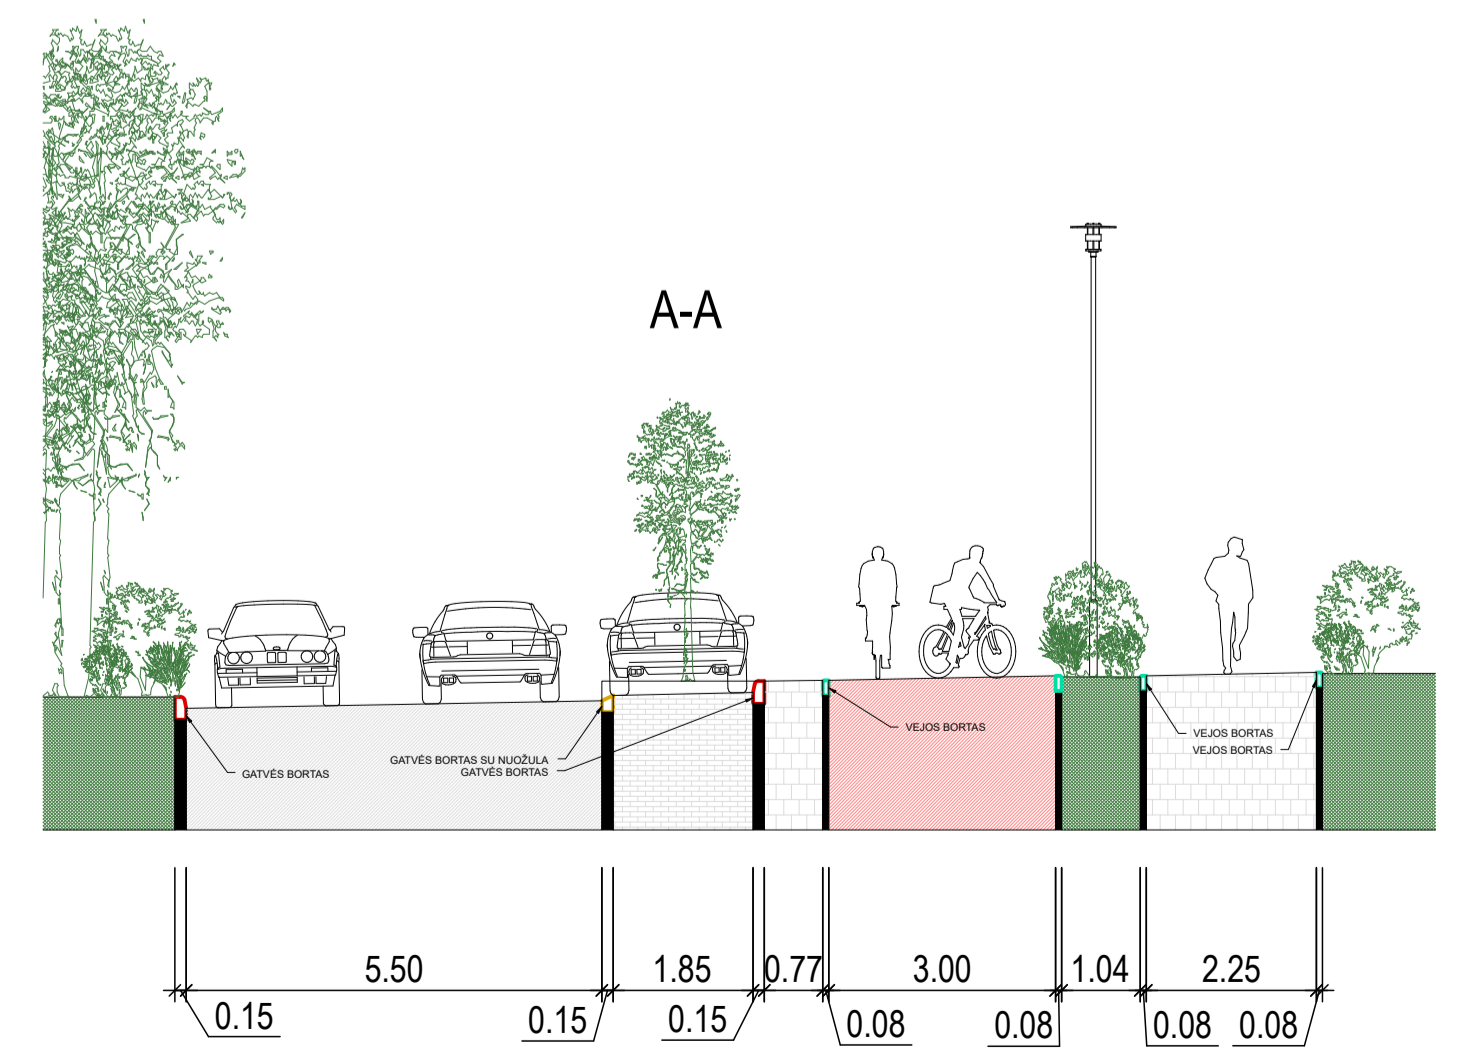 A-A
VEJOS BORTAS
VEJOS BORTAS
VEJOS BORTAS
GATVĖS BORTAS SU NUOŽULA
GATVĖS BORTAS
GATVĖS BORTAS
5.50
1.85
0.77
3.00
1.04
2.25
0.15
0.15
0.15
0.08
0.08
0.08
0.08